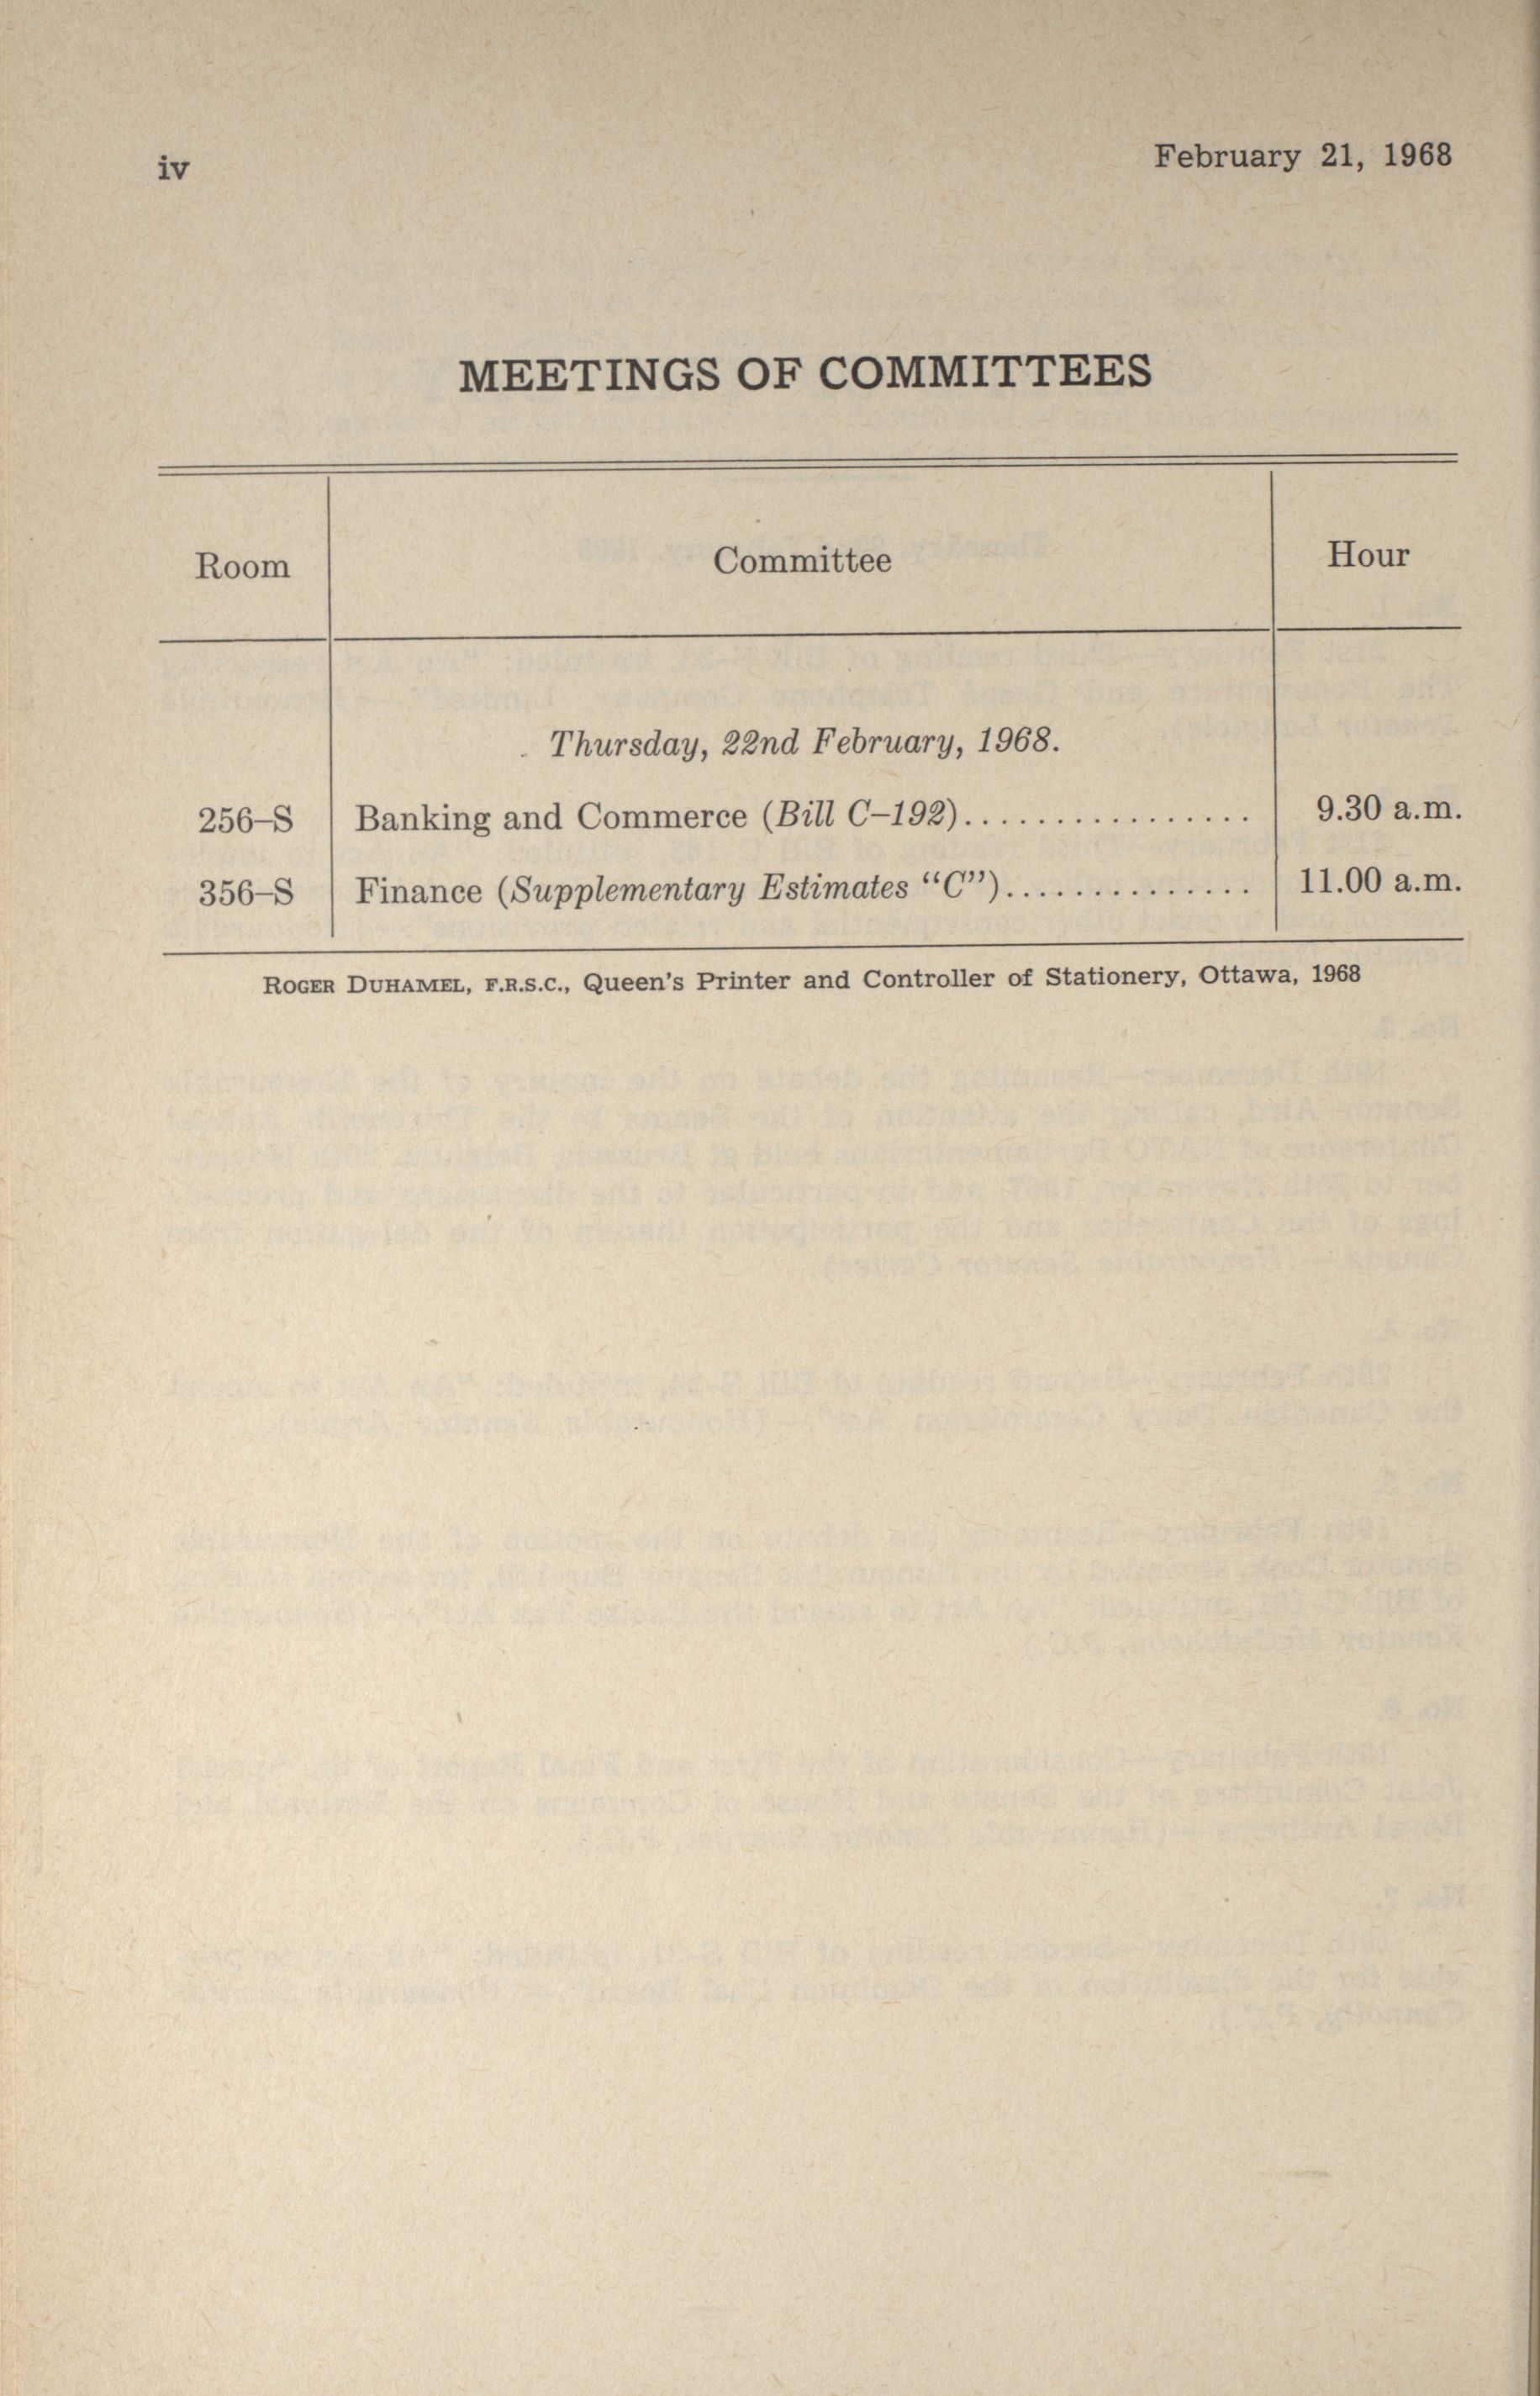 iv February 21, 1968
MEETINGS OF COMMITTEES
Room Committee Hour
Thursday, 22nd February, 1968.
256–S Banking and Commerce (Bill C–192)................ 9.30 a.m.
356–S Finance (Supplementary Estimates “C”).............. 11.00 a.m.
ROGER DUHAMEL, F.R.S.C., Queen's Printer and Controller of Stationery, Ottawa, 1968